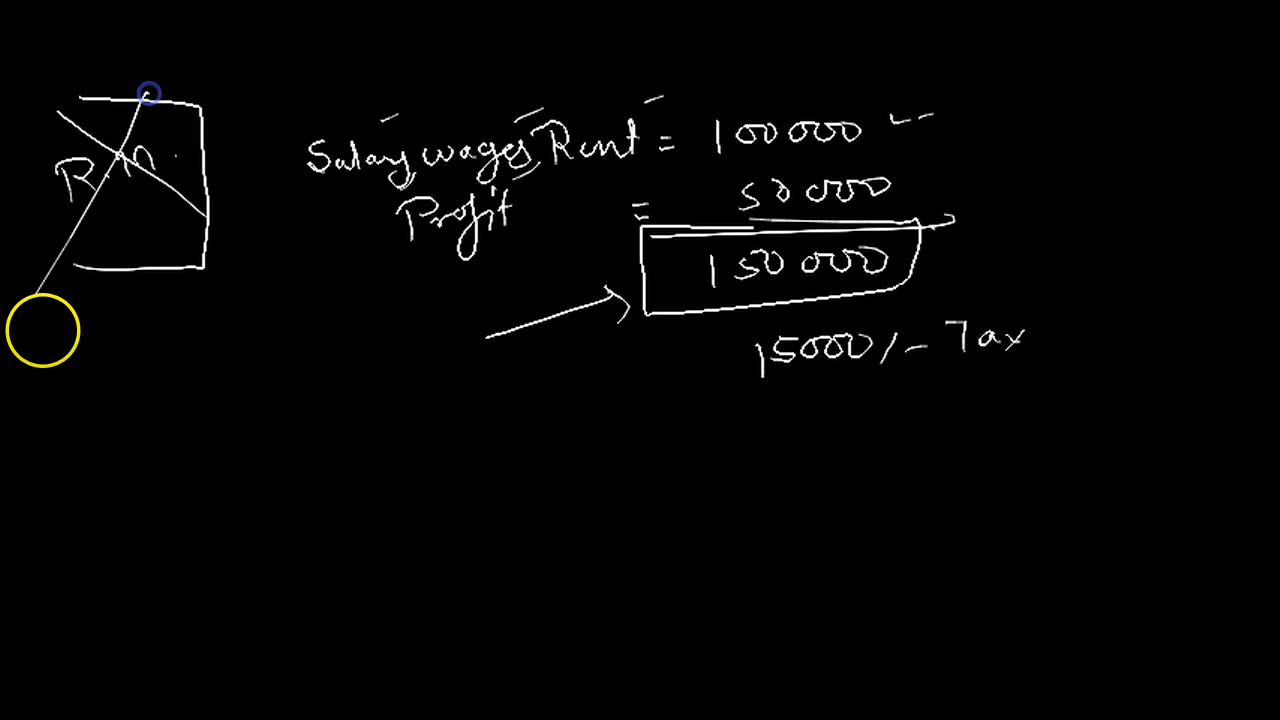 R m
Salary, wages, Rent = 100000
Profit = 50000
150000
15000/- Tax